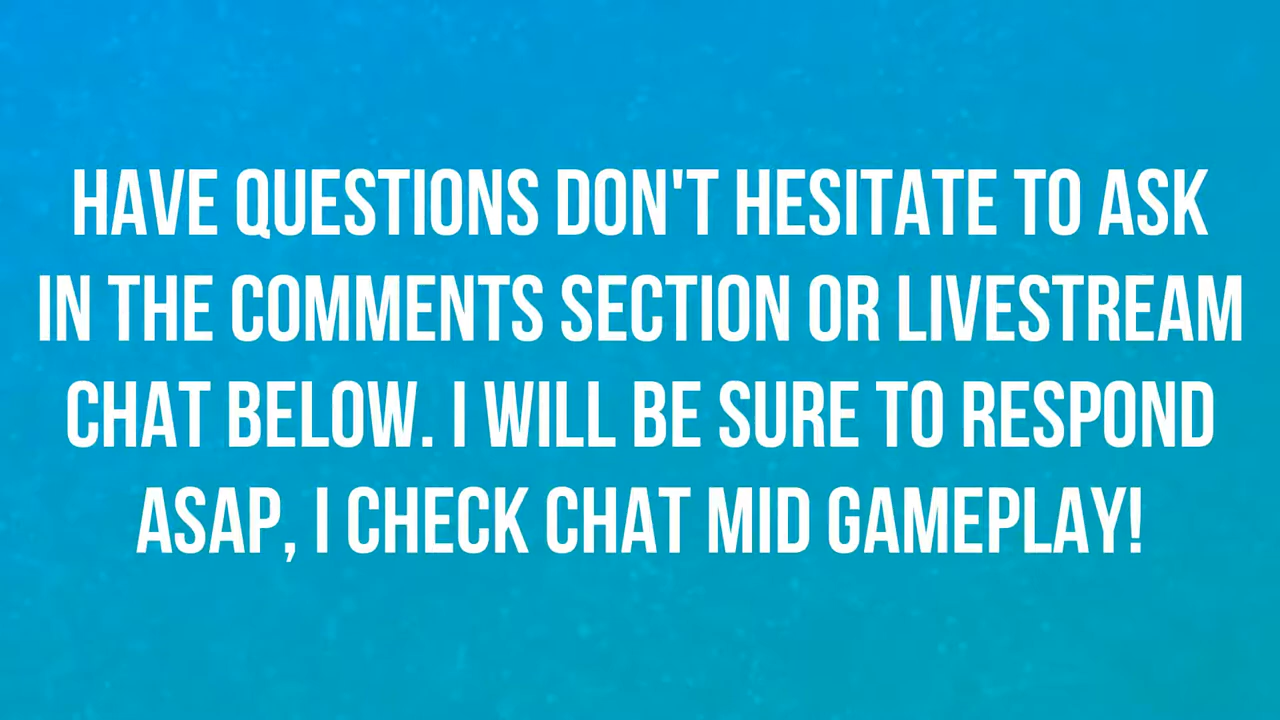 HAVE QUESTIONS DON'T HESITATE TO ASK
IN THE COMMENTS SECTION OR LIVESTREAM
CHAT BELOW. I WILL BE SURE TO RESPOND
ASAP, I CHECK CHAT MID GAMEPLAY!